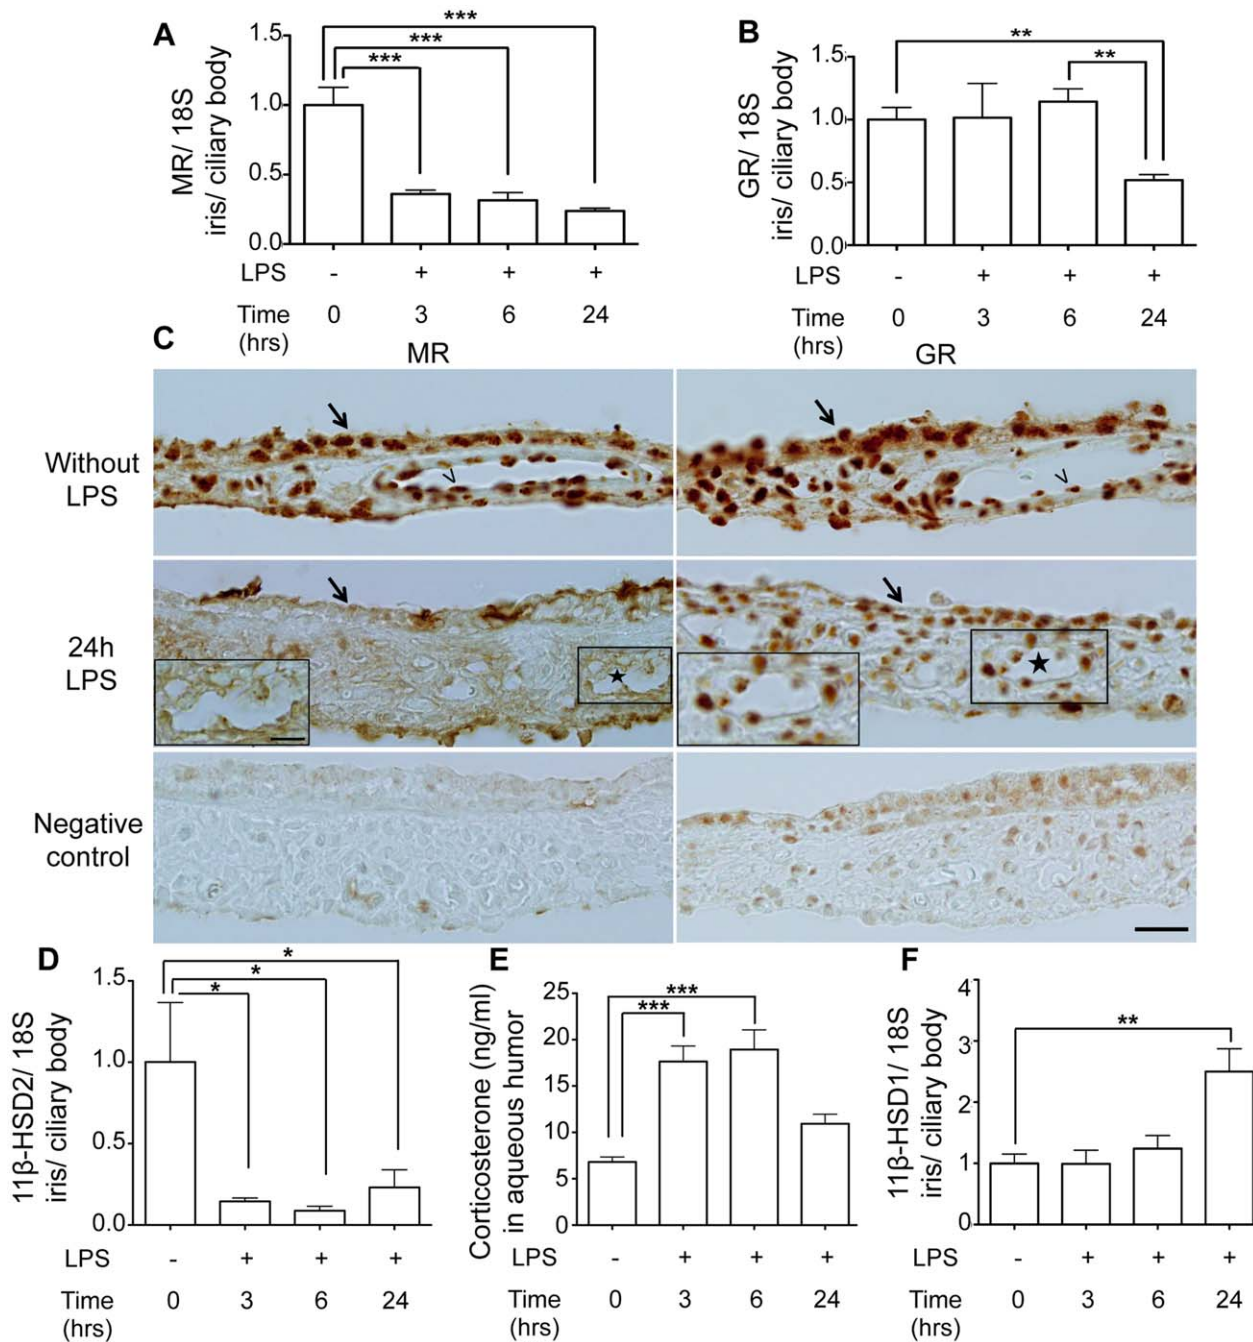 A
MR/ 18S
iris/ ciliary body
1.5
1.0
0.5
0.0
***
***
***
LPS - + + +
Time 0 3 6 24
(hrs)
B
GR/ 18S
iris/ ciliary body
1.5
1.0
0.5
0.0
**
**
LPS - + + +
Time 0 3 6 24
(hrs)
C
MR GR
Without
LPS
24h
LPS
Negative
control
D
11β-HSD2/ 18S
iris/ ciliary body
1.5
1.0
0.5
0.0
*
*
*
LPS - + + +
Time 0 3 6 24
(hrs)
E
Corticosterone (ng/ml)
in aqueous humor
25
20
15
10
5
0
***
***
LPS - + + +
Time 0 3 6 24
(hrs)
F
11β-HSD1/ 18S
iris/ ciliary body
4
3
2
1
0
**
LPS - + + +
Time 0 3 6 24
(hrs)